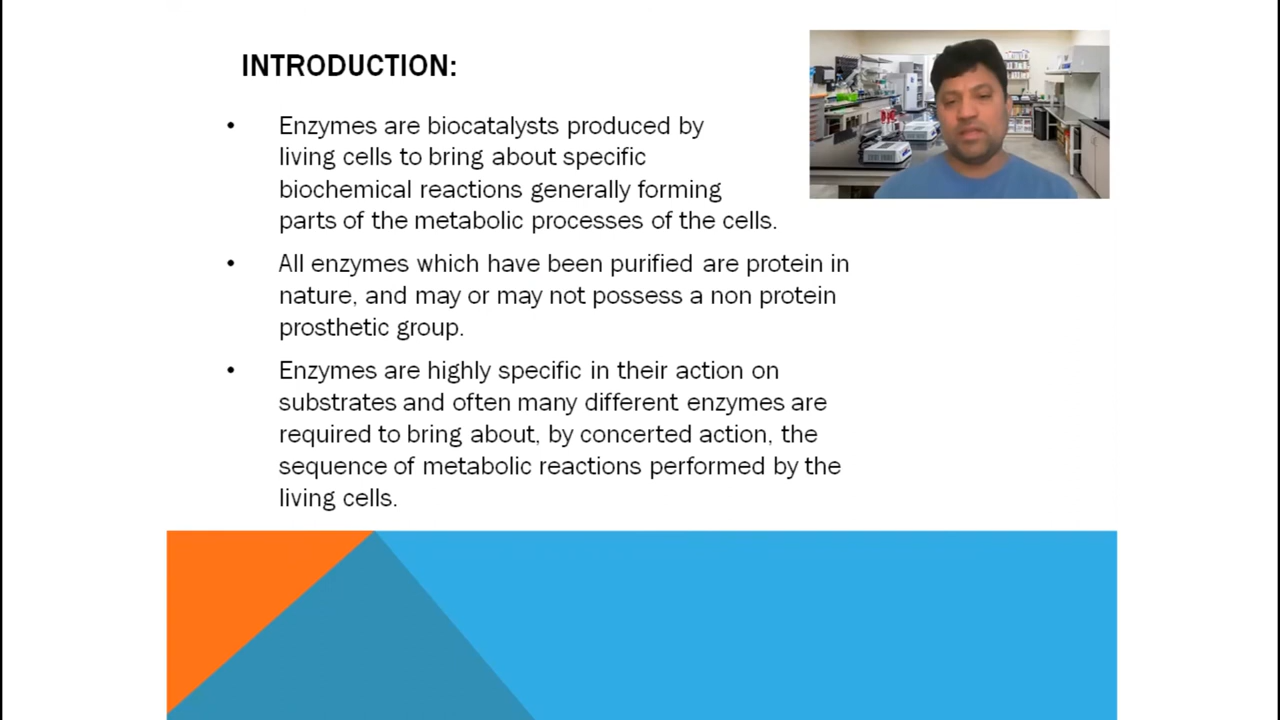 INTRODUCTION:
• Enzymes are biocatalysts produced by
living cells to bring about specific
biochemical reactions generally forming
parts of the metabolic processes of the cells.
• All enzymes which have been purified are protein in
nature, and may or may not possess a non protein
prosthetic group.
• Enzymes are highly specific in their action on
substrates and often many different enzymes are
required to bring about, by concerted action, the
sequence of metabolic reactions performed by the
living cells.